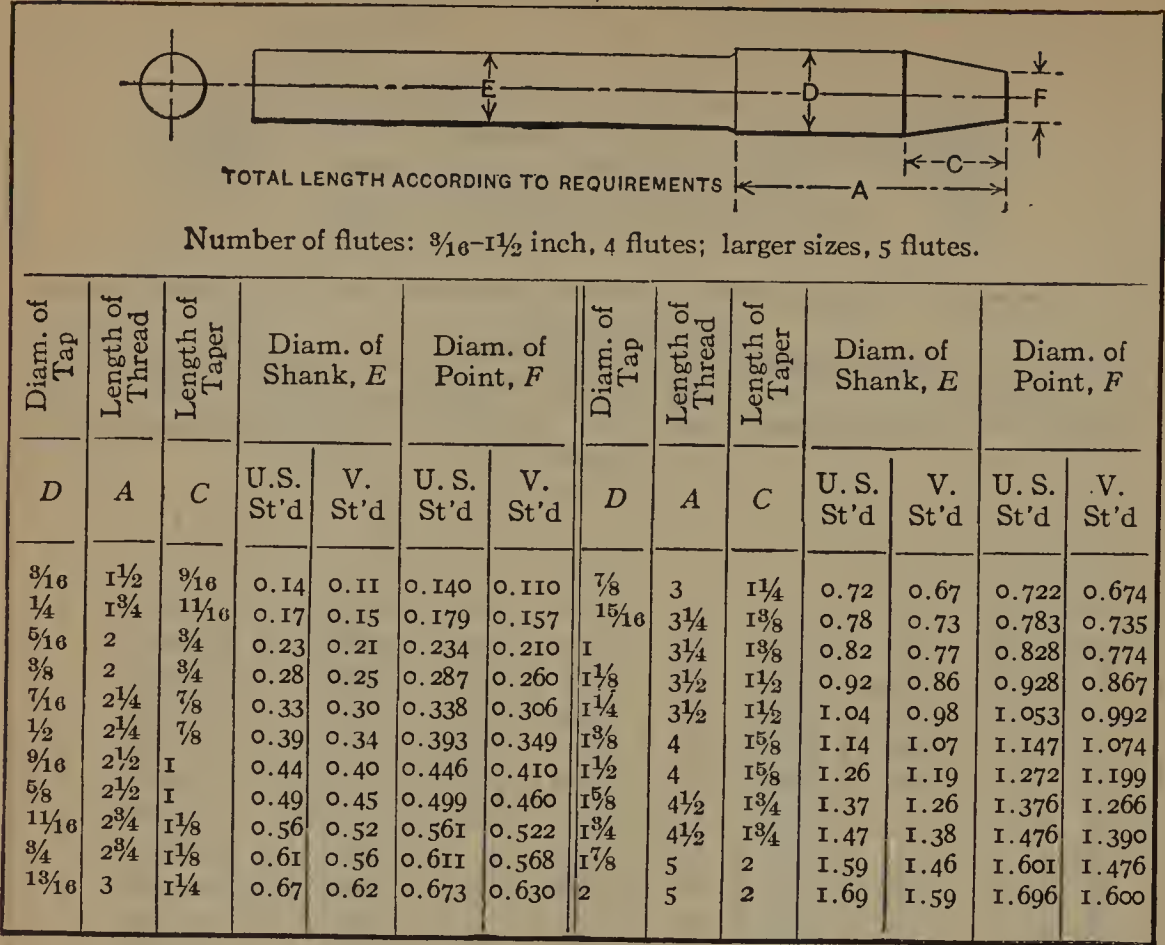 E
D
F
C
TOTAL LENGTH ACCORDING TO REQUIREMENTS
A
Number of flutes: 3/16-1½ inch, 4 flutes; larger sizes, 5 flutes.
Diam. of Tap Length of Thread Length of Taper Diam. of Shank, E Diam. of Point, F Diam. of Tap Length of Thread Length of Taper Diam. of Shank, E Diam. of Point, F
D A C U.S. St'd V. St'd U. S. St'd V. St'd D A C U. S. St'd V. St'd U. S. St'd V. St'd
3/16 1½ 9/16 0.14 0.11 0.140 0.110 7/8 3 1¼ 0.72 0.67 0.722 0.674
¼ 1¾ 11/16 0.17 0.15 0.179 0.157 15/16 3¼ 1⅜ 0.78 0.73 0.783 0.735
5/16 2 ¾ 0.23 0.21 0.234 0.210 1 3¼ 1⅜ 0.82 0.77 0.828 0.774
⅜ 2 ¾ 0.28 0.25 0.287 0.260 1⅛ 3½ 1½ 0.92 0.86 0.928 0.867
7/16 2¼ ⅞ 0.33 0.30 0.338 0.306 1¼ 3½ 1½ 1.04 0.98 1.053 0.992
½ 2¼ ⅞ 0.39 0.34 0.393 0.349 1⅜ 4 1⅝ 1.14 1.07 1.147 1.074
9/16 2½ 1 0.44 0.40 0.446 0.410 1½ 4 1⅝ 1.26 1.19 1.272 1.199
⅝ 2½ 1 0.49 0.45 0.499 0.460 1⅝ 4½ 1¾ 1.37 1.26 1.376 1.266
11/16 2¾ 1⅛ 0.56 0.52 0.561 0.522 1¾ 4½ 1¾ 1.47 1.38 1.476 1.390
¾ 2¾ 1⅛ 0.61 0.56 0.611 0.568 1⅞ 5 2 1.59 1.46 1.601 1.476
13/16 3 1¼ 0.67 0.62 0.673 0.630 2 5 2 1.69 1.59 1.696 1.600